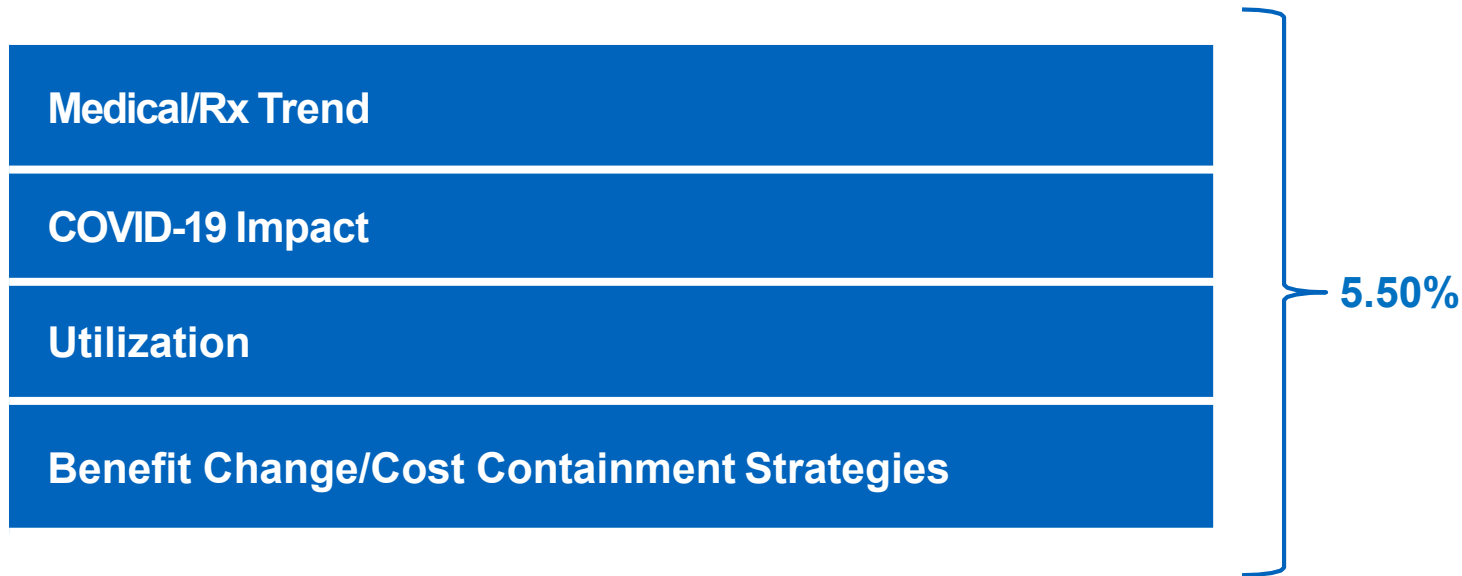 Medical/Rx Trend
COVID-19 Impact
Utilization
Benefit Change/Cost Containment Strategies
5.50%